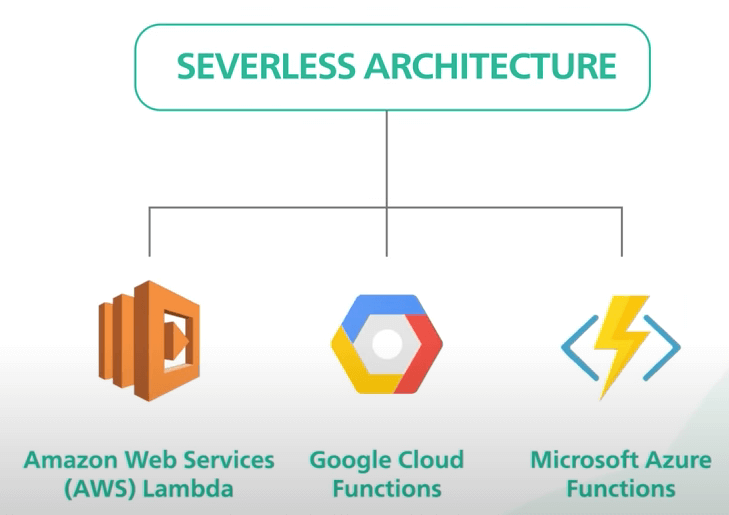 SEVERLESS ARCHITECTURE
Amazon Web Services
(AWS) Lambda
Google Cloud
Functions
Microsoft Azure
Functions